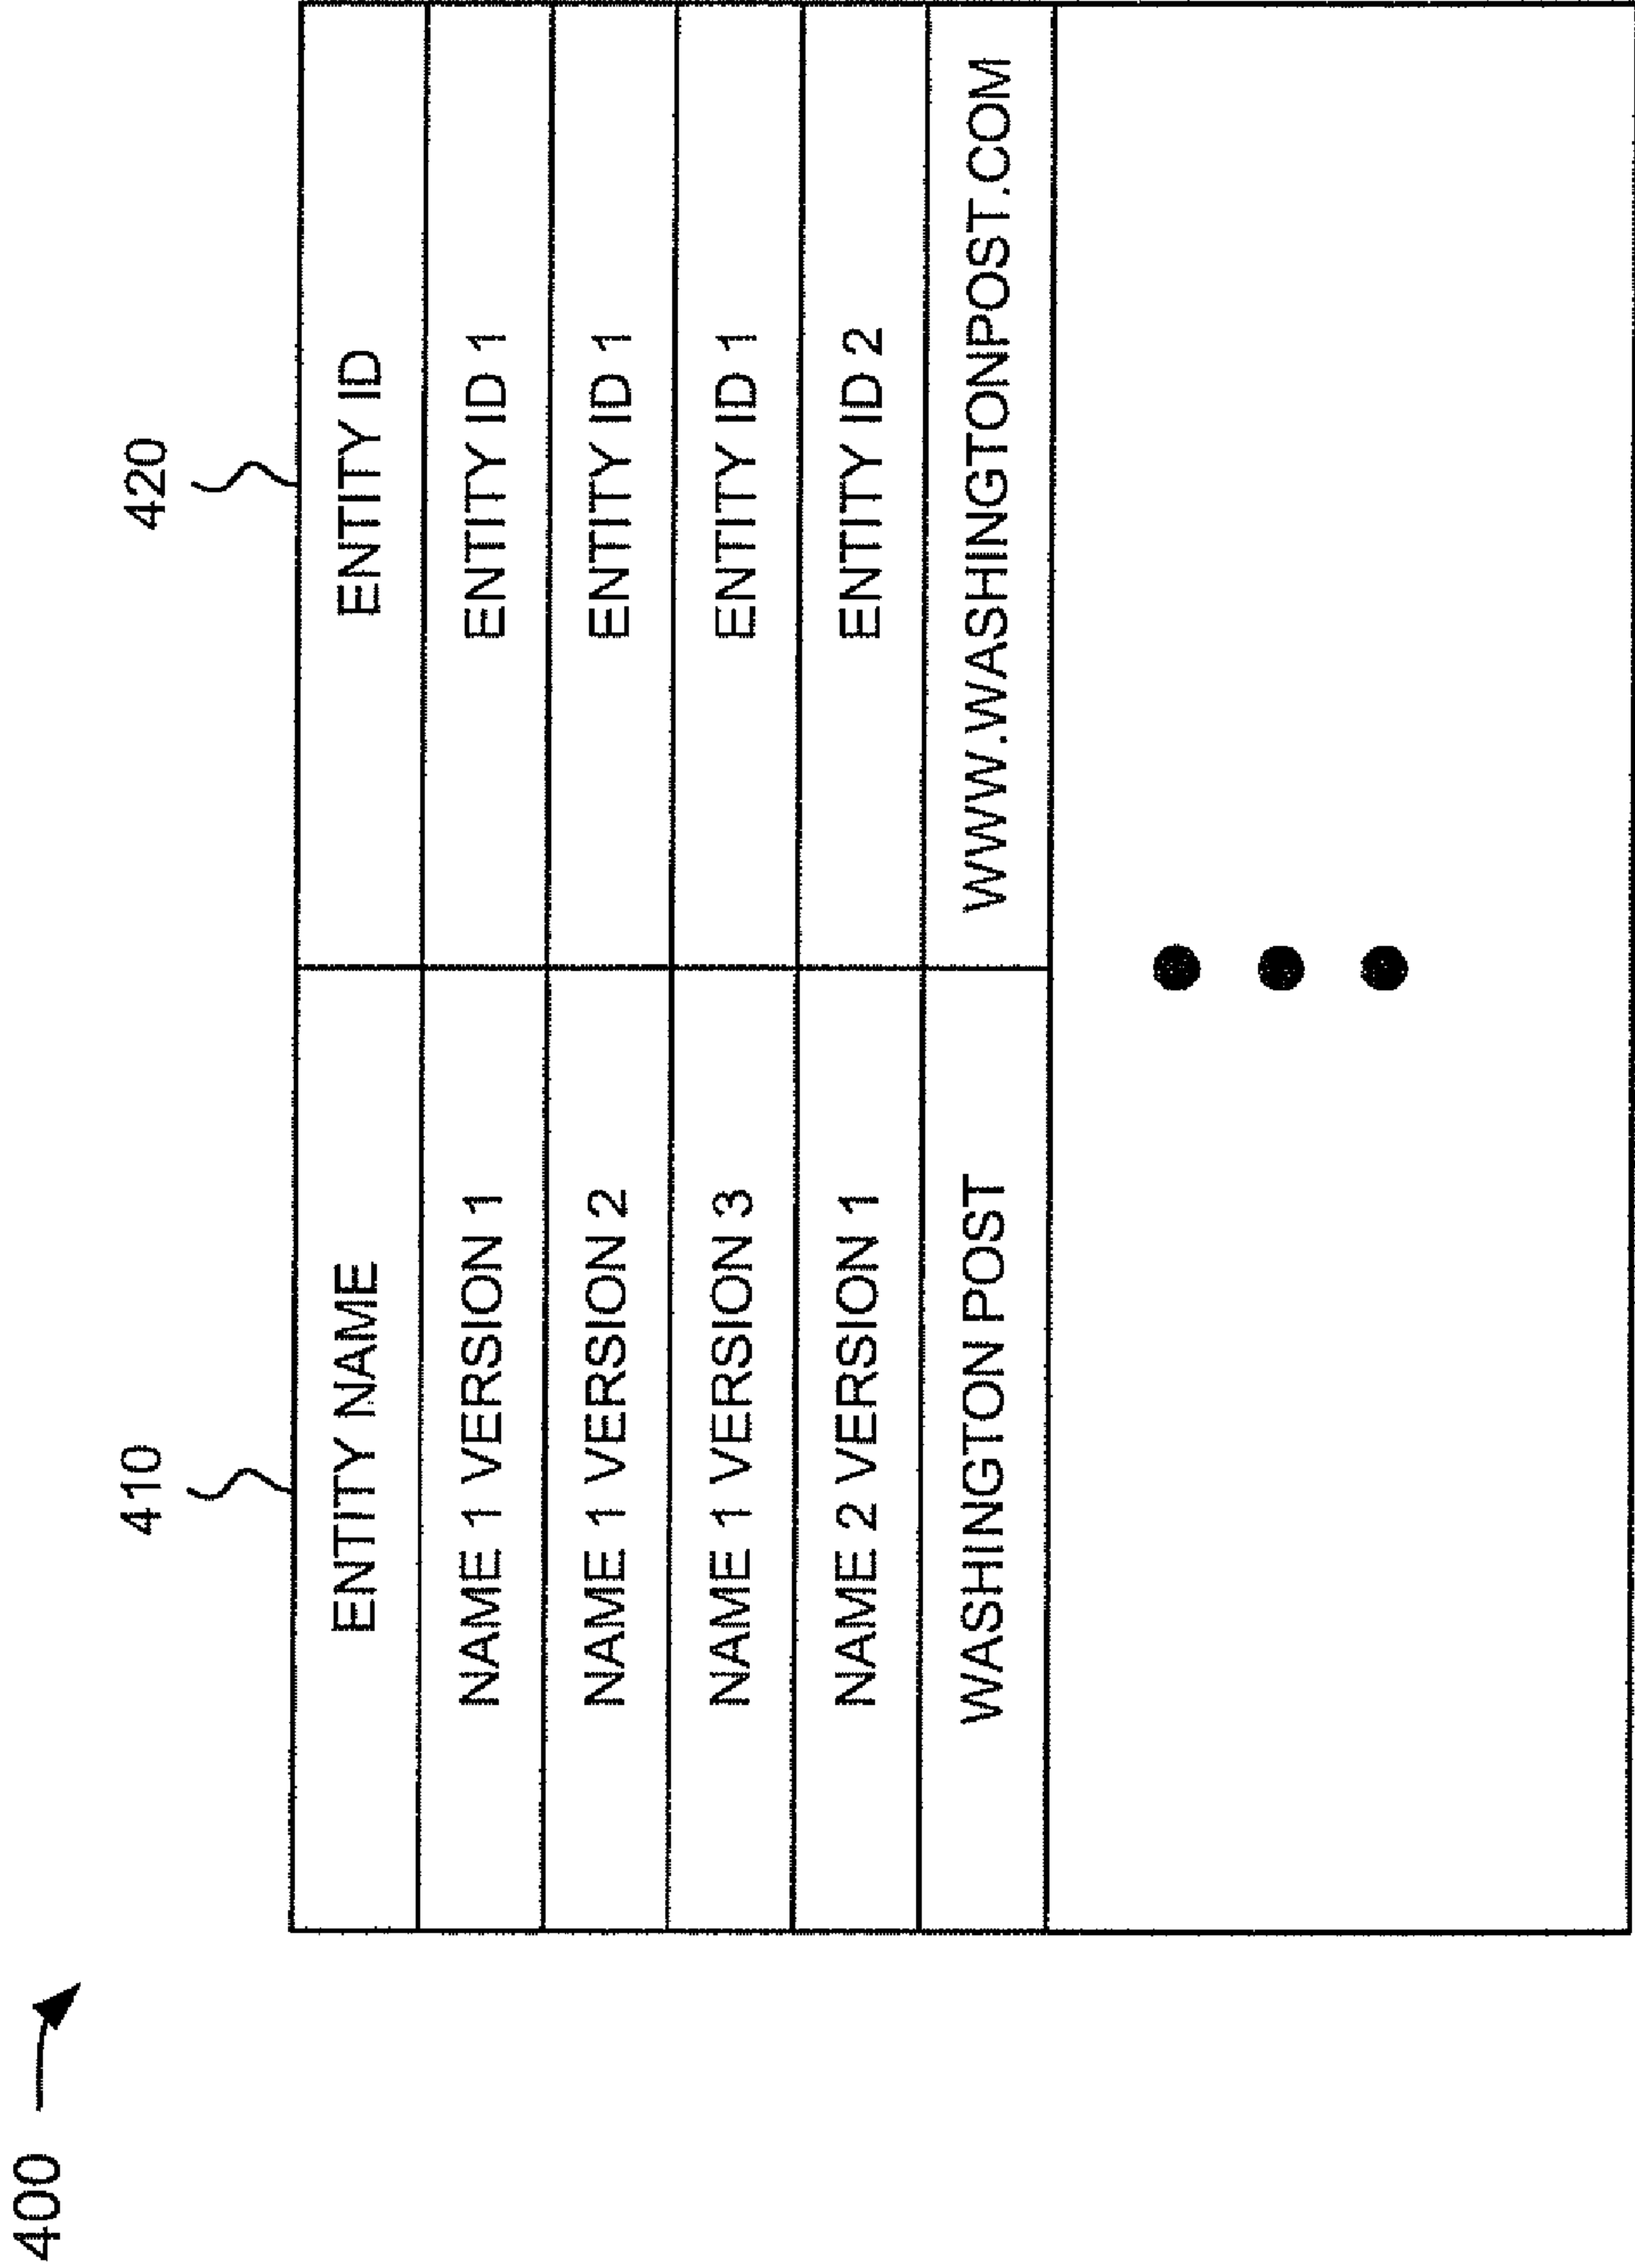 400
410 420
ENTITY NAME ENTITY ID
NAME 1 VERSION 1 ENTITY ID 1
NAME 1 VERSION 2 ENTITY ID 1
NAME 1 VERSION 3 ENTITY ID 1
NAME 2 VERSION 1 ENTITY ID 2
WASHINGTON POST WWW.WASHINGTONPOST.COM